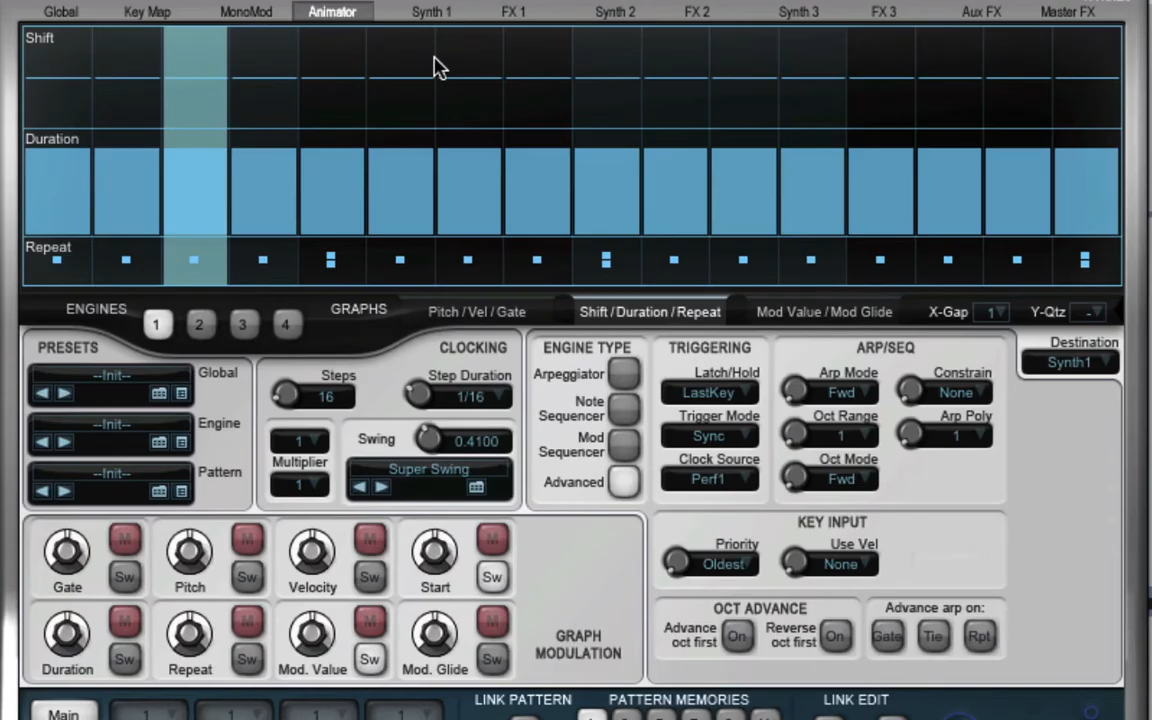 Global Key Map MonoMod Animator Synth 1 FX 1 Synth 2 FX 2 Synth 3 FX 3 Aux FX Master FX
Shift
Duration
Repeat
ENGINES 1 2 3 4 GRAPHS Pitch / Vel / Gate Shift / Duration / Repeat Mod Value / Mod Glide X-Gap 1 Y-Qtz -
PRESETS
--Init-- Global
--Init-- Engine
--Init-- Pattern
CLOCKING
Steps 16 Step Duration 1/16
1 Multiplier 1
Swing 0.4100
Super Swing
ENGINE TYPE
Arpeggiator
Note Sequencer
Mod Sequencer
Advanced
TRIGGERING
Latch/Hold
LastKey
Trigger Mode
Sync
Clock Source
Perf1
ARP/SEQ
Arp Mode Constrain
Fwd None
Oct Range Arp Poly
1 1
Oct Mode
Fwd
Destination
Synth1
M M M M
Sw Sw Sw Sw
Gate Pitch Velocity Start
M M M M
Sw Sw Sw Sw
Duration Repeat Mod. Value Mod. Glide
GRAPH
MODULATION
KEY INPUT
Priority Use Vel
Oldest None
OCT ADVANCE Advance arp on:
Advance oct first On Reverse oct first On Gate Tie Rpt
Main 1 1 1 1 LINK PATTERN PATTERN MEMORIES LINK EDIT